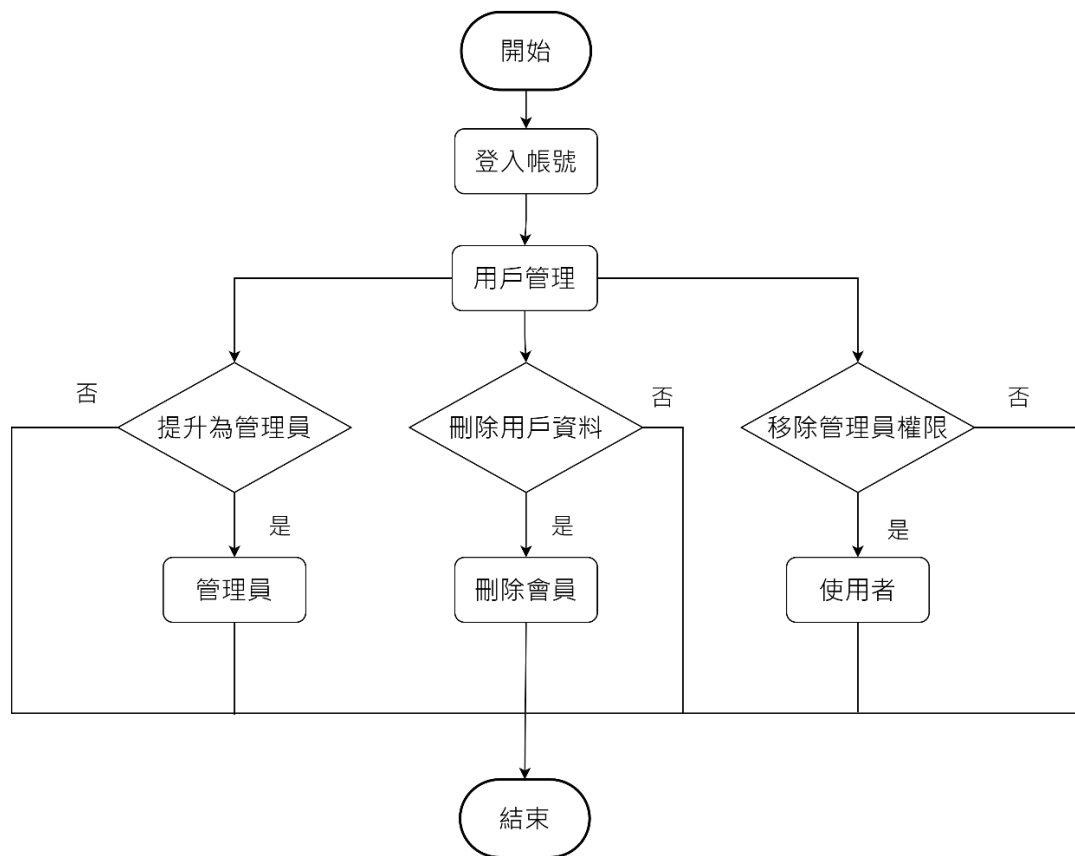 開始
登入帳號
用戶管理
否
提升為管理員
是
管理員
否
刪除用戶資料
是
刪除會員
否
移除管理員權限
是
使用者
結束